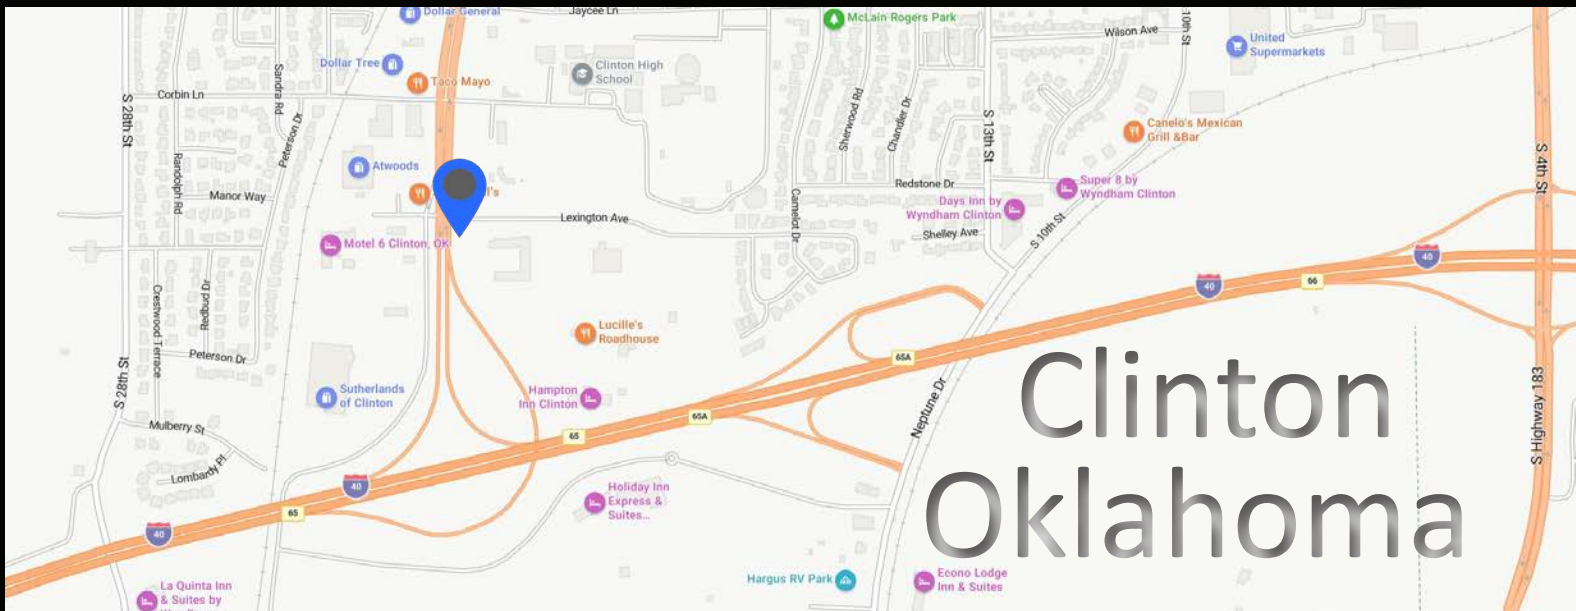 Dollar General
Jaycee Ln
McLain Rogers Park
Wilson Ave
10th St
United
Supermarkets
Dollar Tree
Taco Mayo
Clinton High
School
Sandra Rd
Corbin Ln
S 28th St
Peterson Dr
Sherwood Rd
Chandler Dr
S 13th St
Canelo's Mexican
Grill &Bar
S 4th St
Atwoods
Randolph Rd
Manor Way
Redstone Dr
Super 8 by
Wyndham Clinton
Days Inn by
Wyndham Clinton
Camelot Dr
Lexington Ave
Shelley Ave
S 10th St
Motel 6 Clinton, OK
40
40
66
Crestwood Terrace
Redbud Dr
Lucille's
Roadhouse
65A
Peterson Dr
S 28th St
Sutherlands
of Clinton
Hampton
Inn Clinton
65A
65
Neptune Dr
Clinton
Oklahoma
S Highway 183
Mulberry St
Lombardy Pl
40
65
40
Holiday Inn
Express &
Suites...
La Quinta Inn
& Suites by
Hargus RV Park
Econo Lodge
Inn & Suites